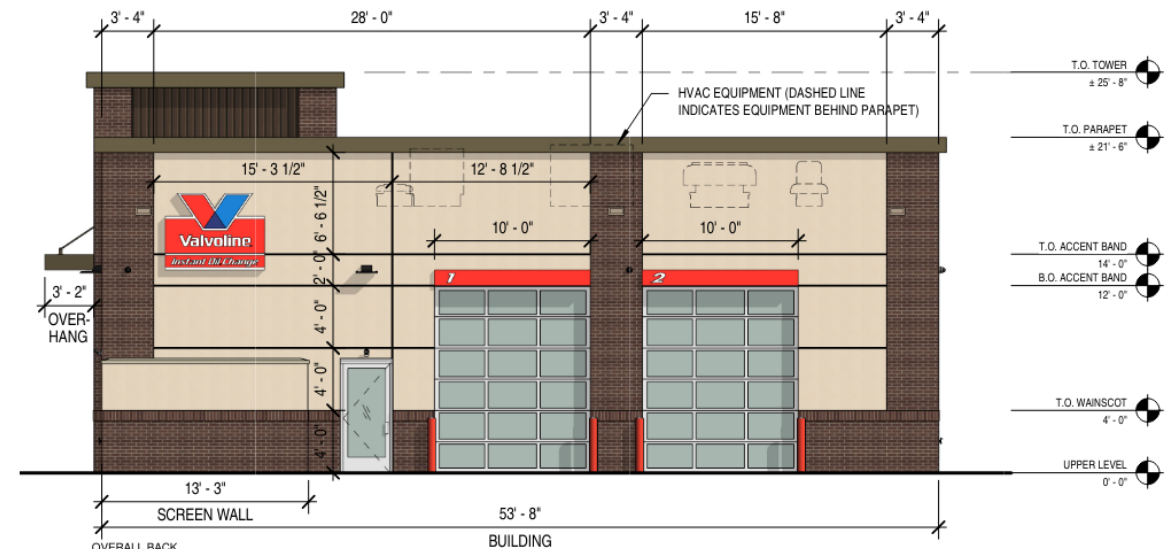 3' - 4"
28' - 0"
3' - 4"
15' - 8"
3' - 4"
T.O. TOWER
± 25' - 8"
HVAC EQUIPMENT (DASHED LINE
INDICATES EQUIPMENT BEHIND PARAPET)
T.O. PARAPET
± 21' - 6"
15' - 3 1/2"
12' - 8 1/2"
6' - 6 1/2"
Valvoline
Instant Oil Change
10' - 0"
10' - 0"
T.O. ACCENT BAND
14' - 0"
2' - 0"
1
2
B.O. ACCENT BAND
12' - 0"
3' - 2"
OVER-
HANG
4' - 0"
4' - 0"
T.O. WAINSCOT
4' - 0"
4' - 0"
UPPER LEVEL
0' - 0"
13' - 3"
SCREEN WALL
53' - 8"
BUILDING
OVERALL BACK